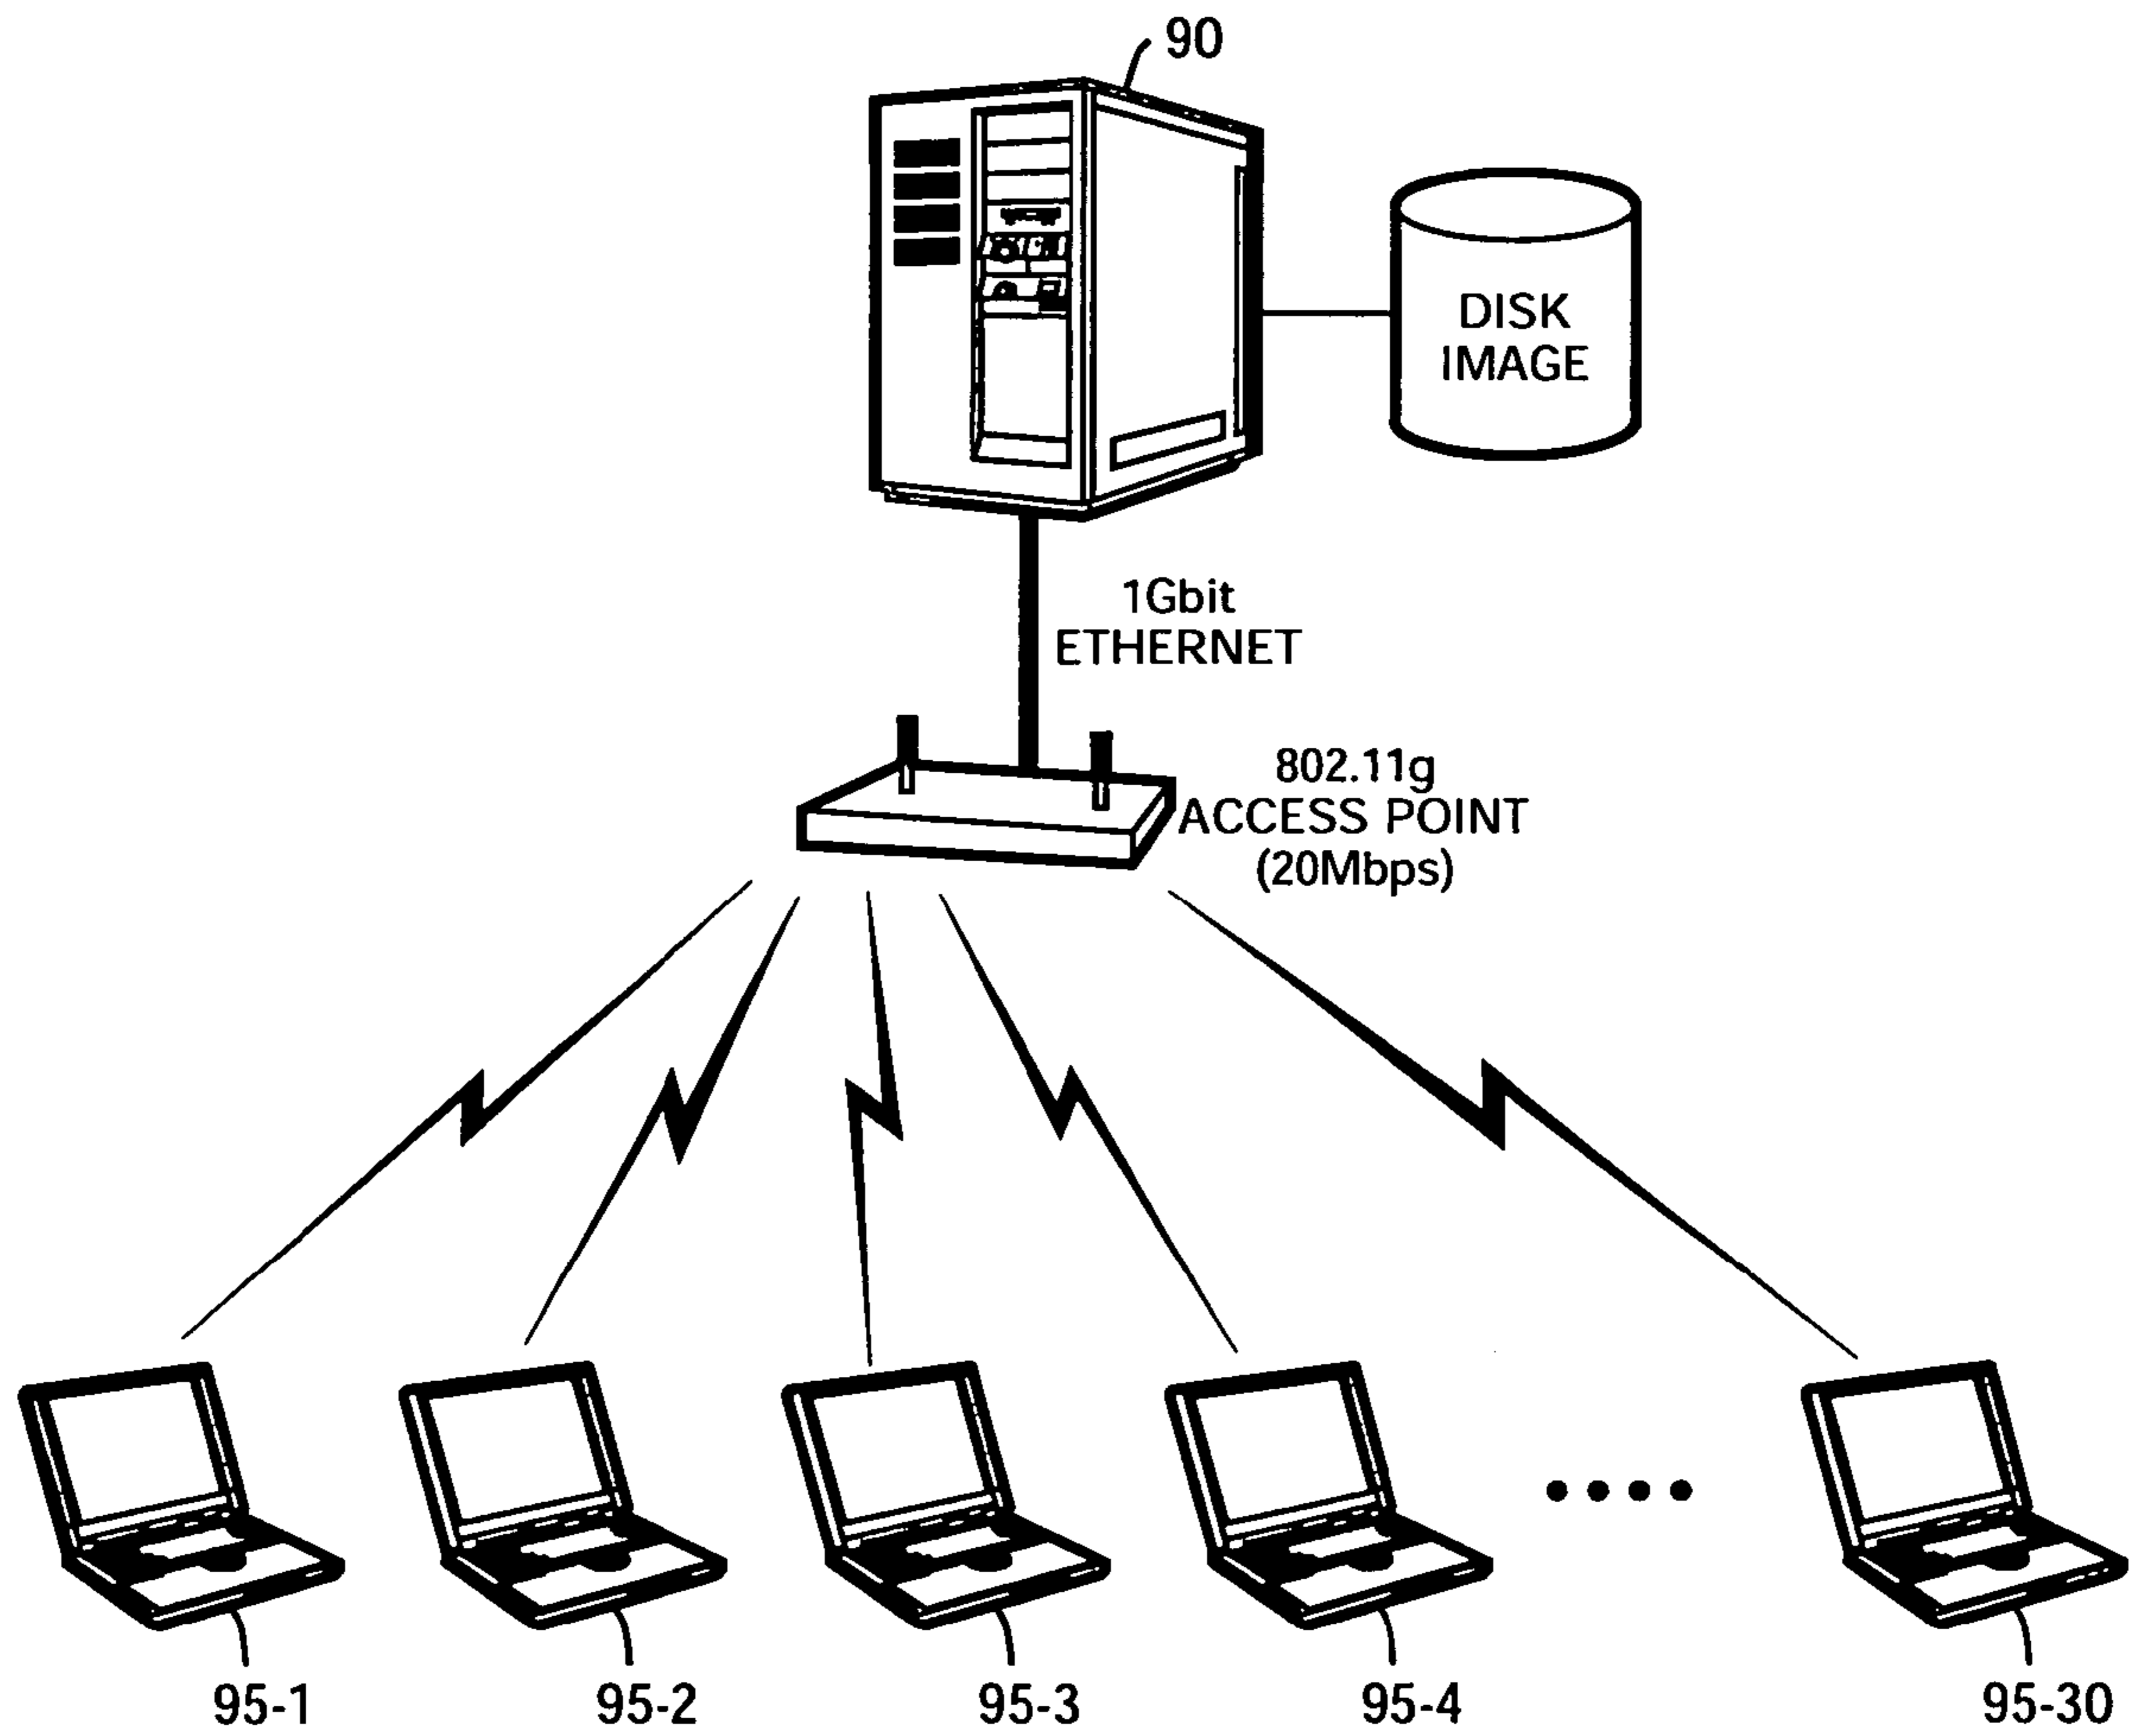 90
DISK
IMAGE
1Gbit
ETHERNET
802.11g
ACCESS POINT
(20Mbps)
95-1
95-2
95-3
95-4
95-30